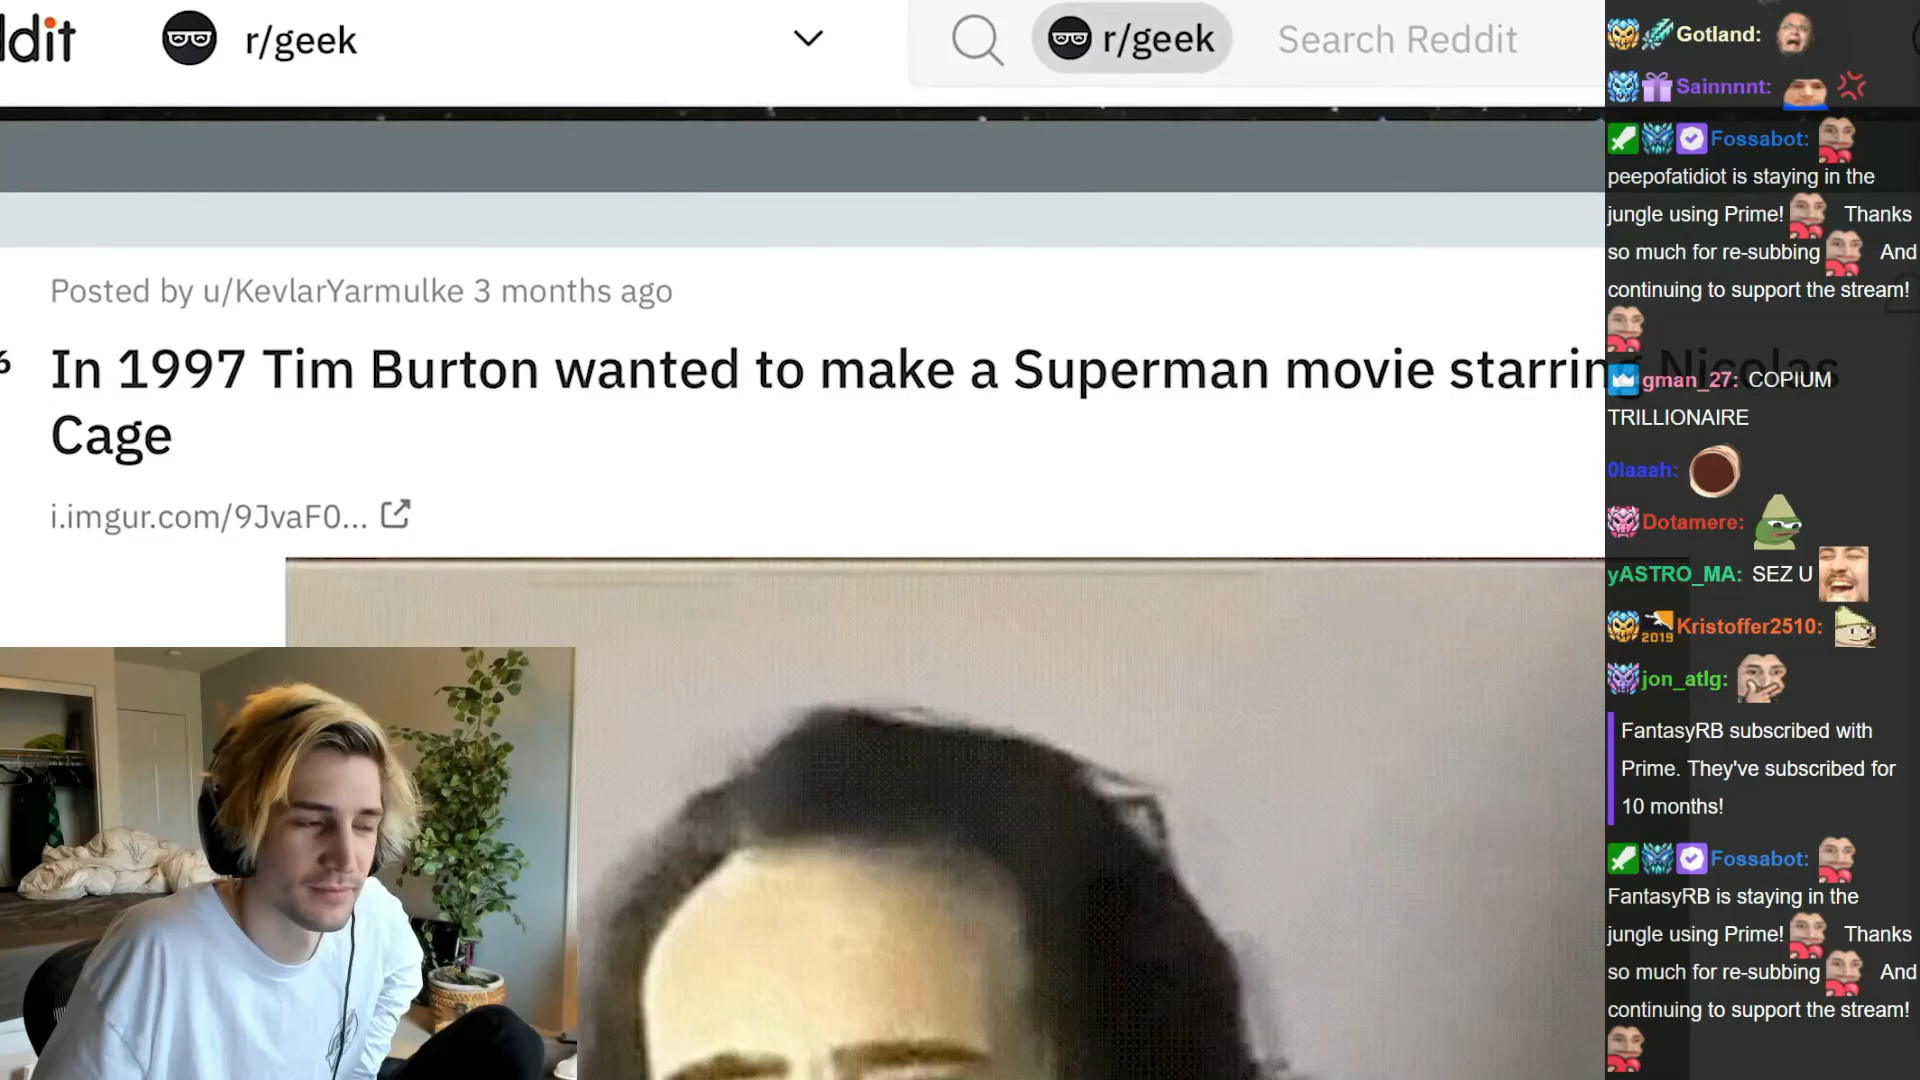 ddit
r/geek
r/geek
Search Reddit
Posted by u/KevlarYarmulke 3 months ago
6
In 1997 Tim Burton wanted to make a Superman movie starring Nicolas
Cage
i.imgur.com/9JvaF0...
Gotland:
Sainnnnt:
Fossabot:
peepofatidiot is staying in the
jungle using Prime! Thanks
so much for re-subbing And
continuing to support the stream!
gman_27: COPIUM
TRILLIONAIRE
0laaah:
Dotamere:
yASTRO_MA: SEZ U
2019 Kristoffer2510:
jon_atlg:
FantasyRB subscribed with
Prime. They've subscribed for
10 months!
Fossabot:
FantasyRB is staying in the
jungle using Prime! Thanks
so much for re-subbing And
continuing to support the stream!